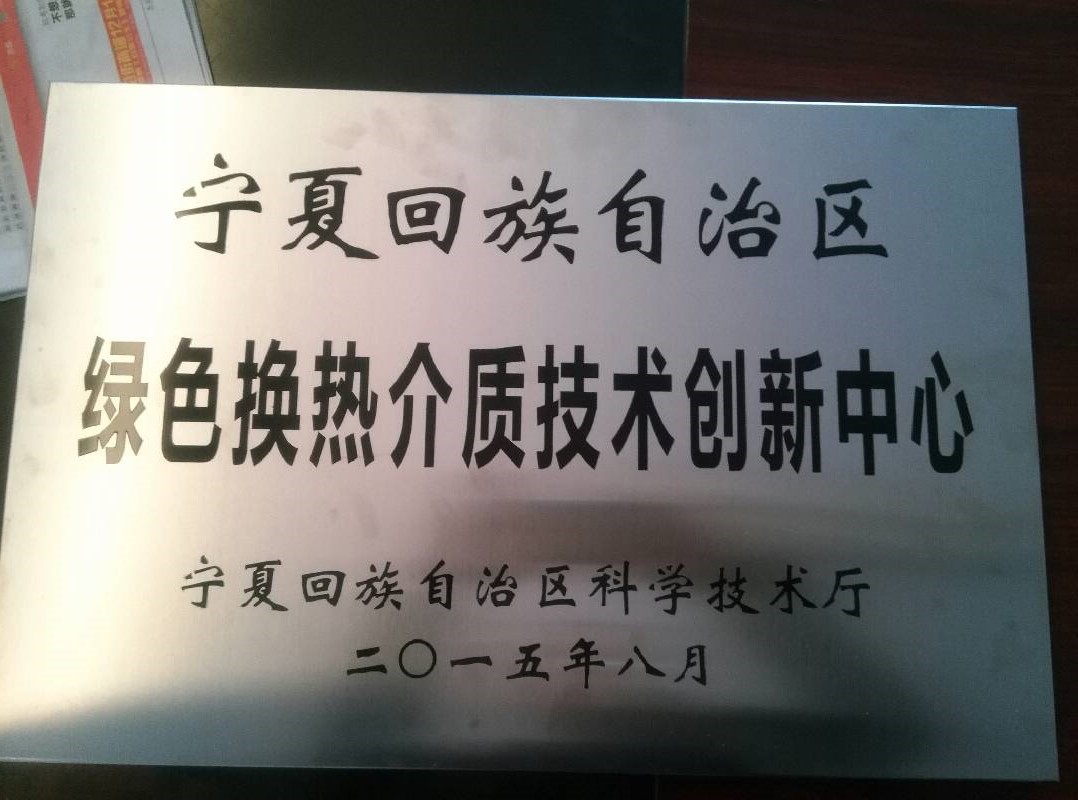 宁夏回族自治区
绿色换热介质技术创新中心
宁夏回族自治区科学技术厅
二〇一五年八月